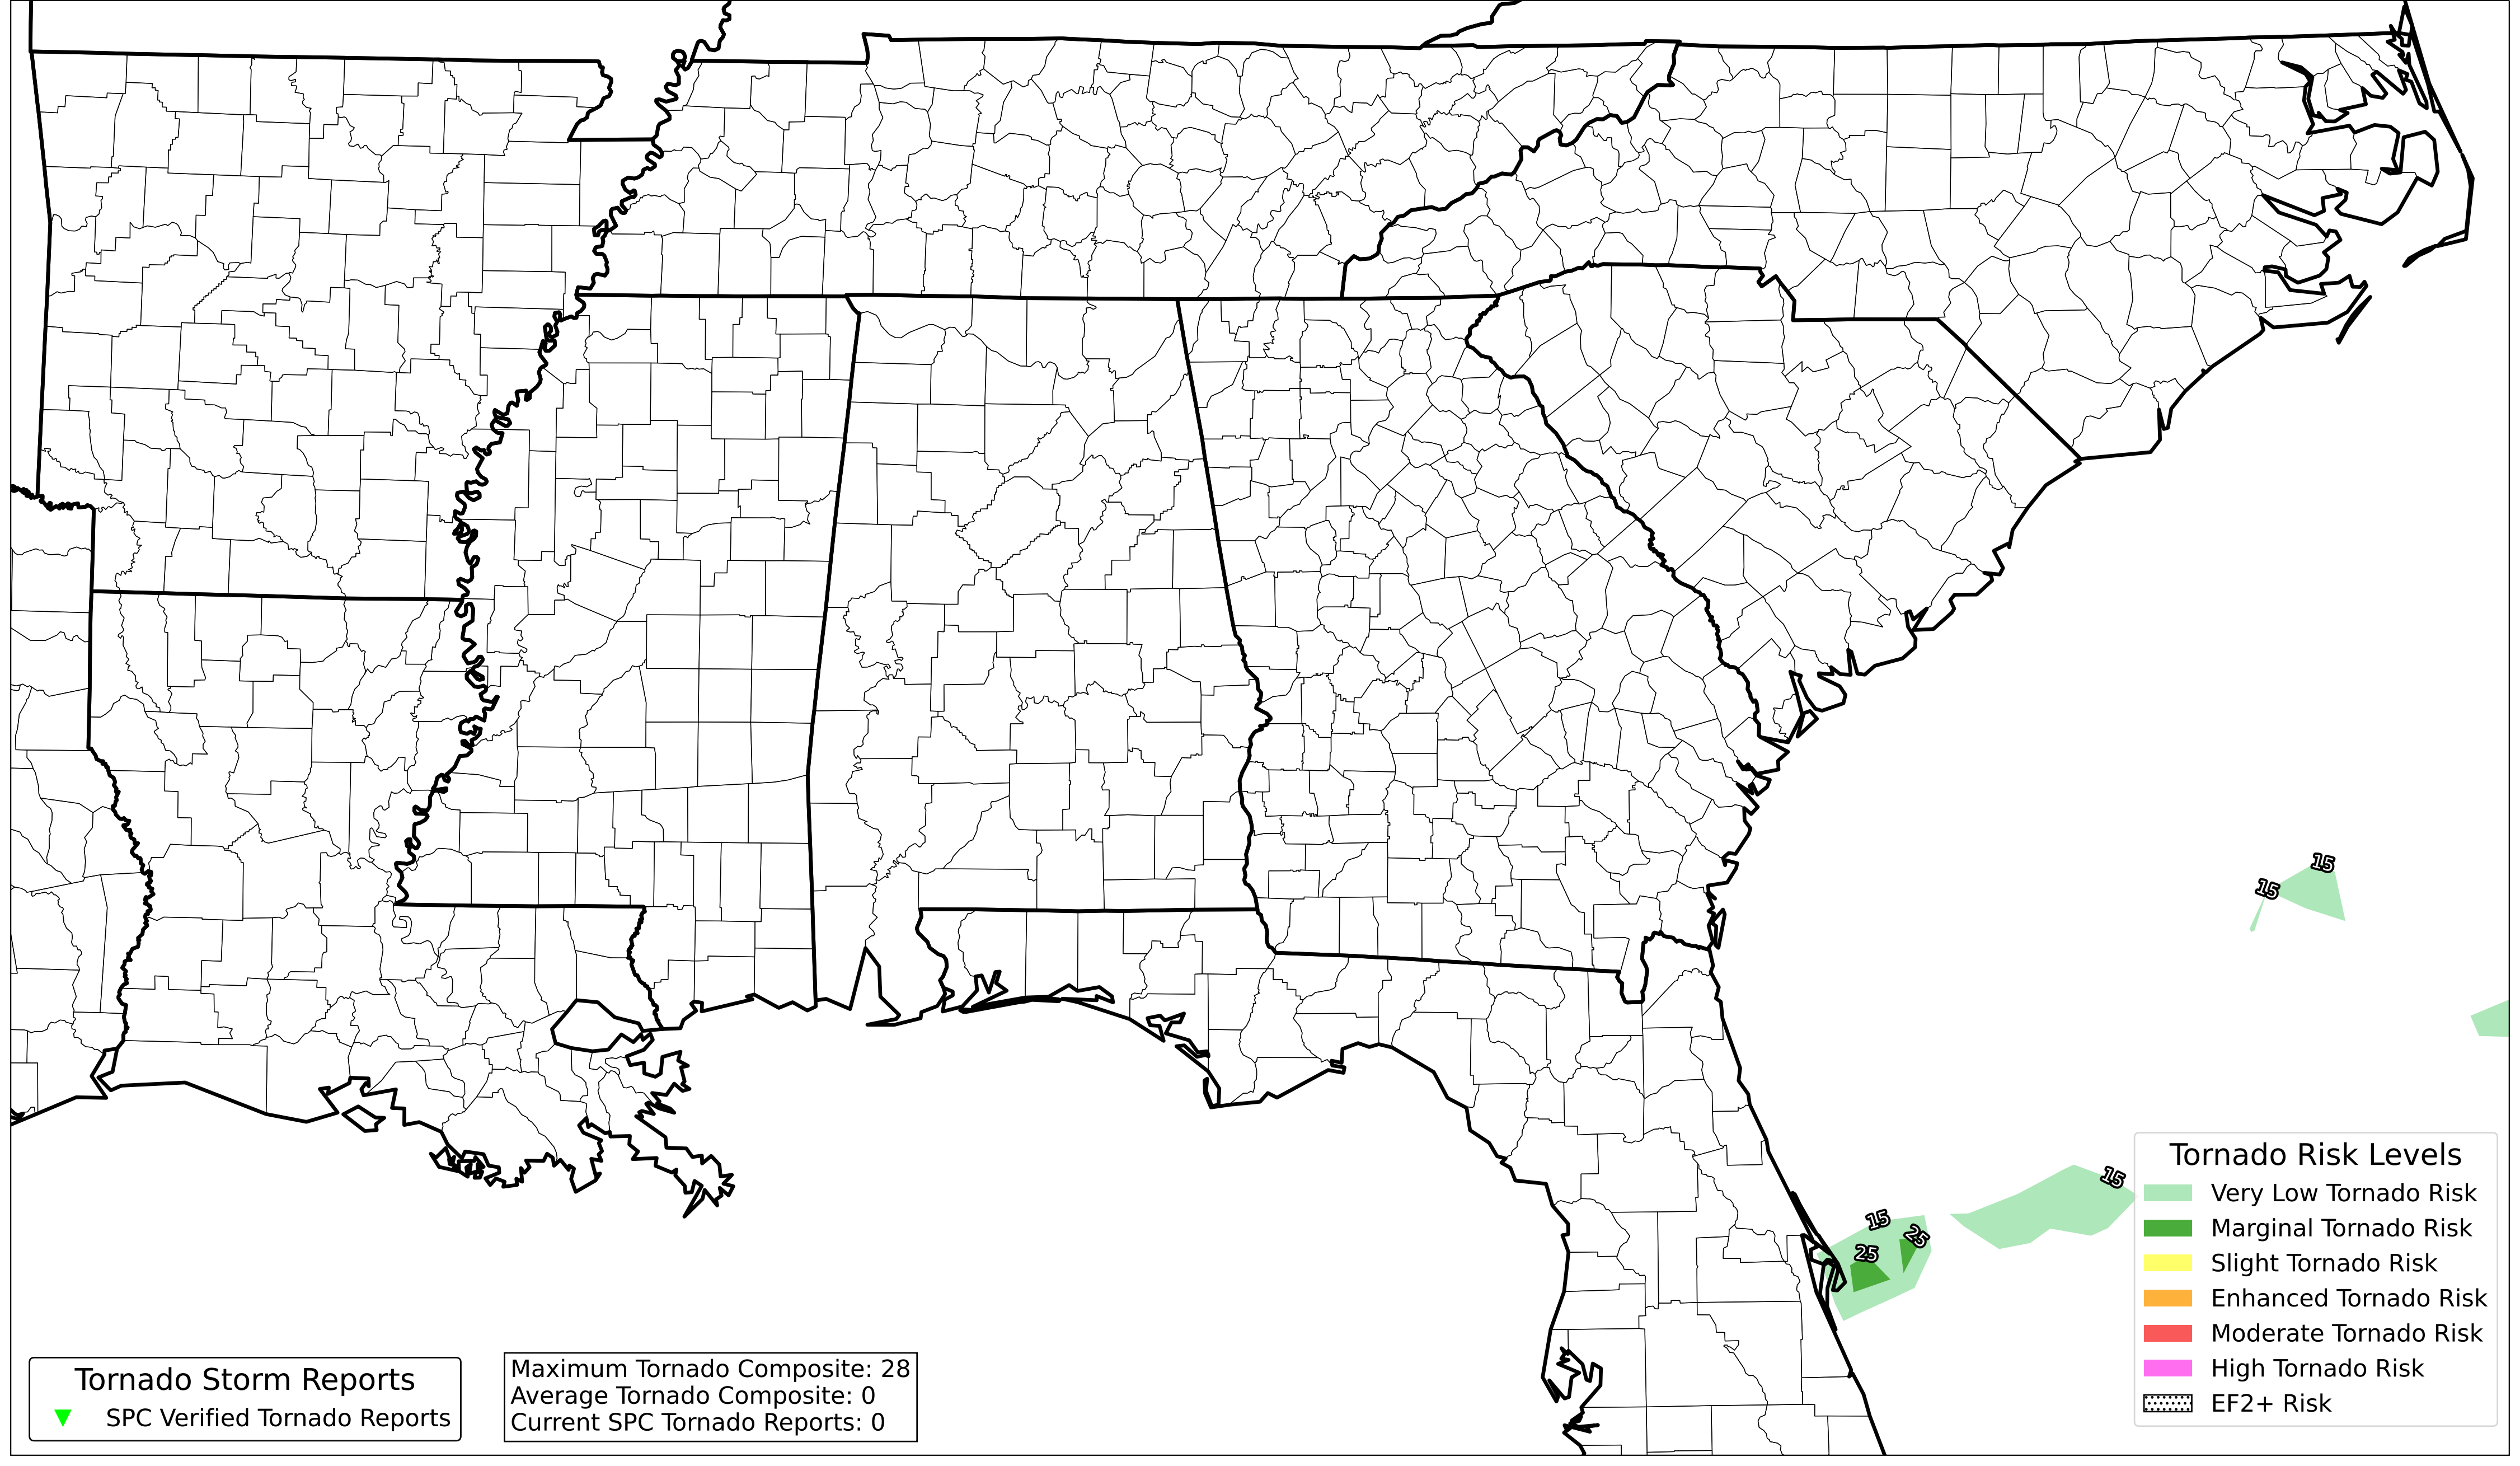 15
15
15
15
25
25
Tornado Risk Levels
Very Low Tornado Risk
Marginal Tornado Risk
Slight Tornado Risk
Enhanced Tornado Risk
Moderate Tornado Risk
High Tornado Risk
EF2+ Risk
Tornado Storm Reports
SPC Verified Tornado Reports
Maximum Tornado Composite: 28
Average Tornado Composite: 0
Current SPC Tornado Reports: 0